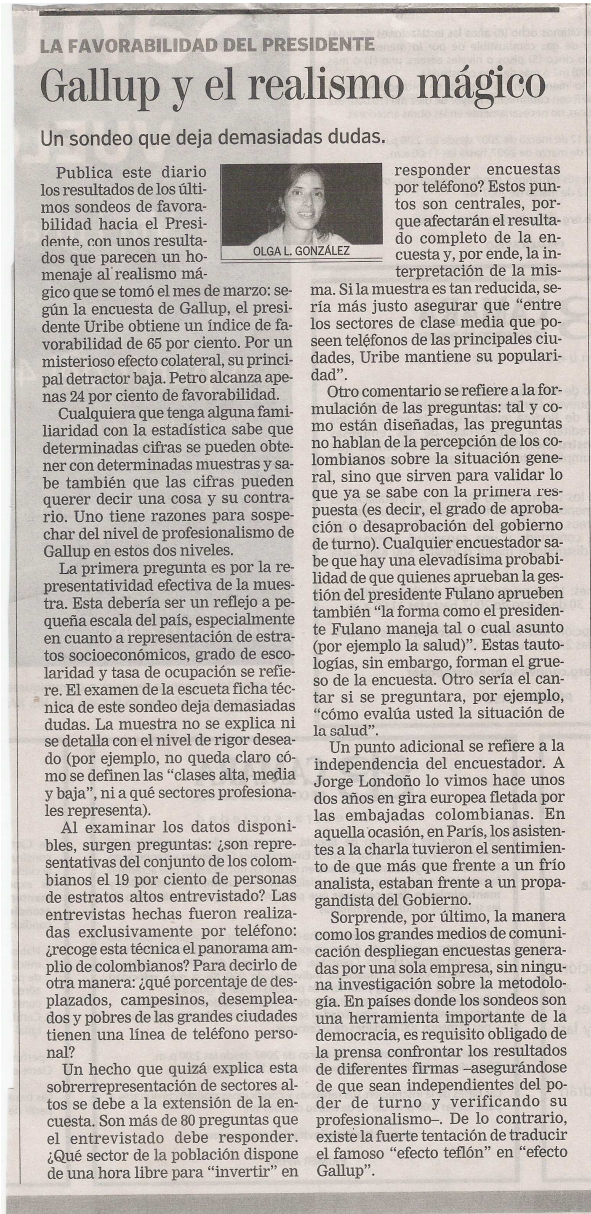 LA FAVORABILIDAD DEL PRESIDENTE
Gallup y el realismo mágico
Un sondeo que deja demasiadas dudas.
OLGA L. GONZÁLEZ
Publica este diario
los resultados de los últi-
mos sondeos de favora-
bilidad hacia el Presi-
dente, con unos resulta-
dos que parecen un ho-
menaje al realismo má-
gico que se tomó el mes de marzo: se-
gún la encuesta de Gallup, el presi-
dente Uribe obtiene un índice de fa-
vorabilidad de 65 por ciento. Por un
misterioso efecto colateral, su princi-
pal detractor baja. Petro alcanza ape-
nas 24 por ciento de favorabilidad.
Cualquiera que tenga alguna fami-
liaridad con la estadística sabe que
determinadas cifras se pueden obte-
ner con determinadas muestras y sa-
be también que las cifras pueden
querer decir una cosa y su contra-
rio. Uno tiene razones para sospe-
char del nivel de profesionalismo de
Gallup en estos dos niveles.
La primera pregunta es por la re-
presentatividad efectiva de la mues-
tra. Esta debería ser un reflejo a pe-
queña escala del país, especialmente
en cuanto a representación de estra-
tos socioeconómicos, grado de esco-
laridad y tasa de ocupación se refie-
re. El examen de la escueta ficha téc-
nica de este sondeo deja demasiadas
dudas. La muestra no se explica ni
se detalla con el nivel de rigor desea-
do (por ejemplo, no queda claro có-
mo se definen las “clases alta, media
y baja”, ni a qué sectores profesiona-
les representa).
Al examinar los datos disponi-
bles, surgen preguntas: ¿son repre-
sentativas del conjunto de los colom-
bianos el 19 por ciento de personas
de estratos altos entrevistado? Las
entrevistas hechas fueron realiza-
das exclusivamente por teléfono:
¿recoge esta técnica el panorama am-
plio de colombianos? Para decirlo de
otra manera: ¿qué porcentaje de des-
plazados, campesinos, desemplea-
dos y pobres de las grandes ciudades
tienen una línea de teléfono perso-
nal?
Un hecho que quizá explica esta
sobrerrepresentación de sectores al-
tos se debe a la extensión de la en-
cuesta. Son más de 80 preguntas que
el entrevistado debe responder.
¿Qué sector de la población dispone
de una hora libre para “invertir” en
responder encuestas
por teléfono? Estos pun-
tos son centrales, por-
que afectarán el resulta-
do completo de la en-
cuesta y, por ende, la in-
terpretación de la mis-
ma. Si la muestra es tan reducida, se-
ría más justo asegurar que “entre
los sectores de clase media que po-
seen teléfonos de las principales ciu-
dades, Uribe mantiene su populari-
dad”.
Otro comentario se refiere a la for-
mulación de las preguntas: tal y co-
mo están diseñadas, las preguntas
no hablan de la percepción de los co-
lombianos sobre la situación gene-
ral, sino que sirven para validar lo
que ya se sabe con la primera res-
puesta (es decir, el grado de aproba-
ción o desaprobación del gobierno
de turno). Cualquier encuestador sa-
be que hay una elevadísima probabi-
lidad de que quienes aprueban la ges-
tión del presidente Fulano aprueben
también “la forma como el presiden-
te Fulano maneja tal o cual asunto
(por ejemplo la salud)”. Estas tauto-
logías, sin embargo, forman el grue-
so de la encuesta. Otro sería el can-
tar si se preguntara, por ejemplo,
“cómo evalúa usted la situación de
la salud”.
Un punto adicional se refiere a la
independencia del encuestador. A
Jorge Londoño lo vimos hace unos
dos años en gira europea fletada por
las embajadas colombianas. En
aquella ocasión, en París, los asisten-
tes a la charla tuvieron el sentimien-
to de que más que frente a un frío
analista, estaban frente a un propa-
gandista del Gobierno.
Sorprende, por último, la manera
como los grandes medios de comuni-
cación despliegan encuestas genera-
das por una sola empresa, sin ningu-
na investigación sobre la metodolo-
gía. En países donde los sondeos son
una herramienta importante de la
democracia, es requisito obligado de
la prensa confrontar los resultados
de diferentes firmas –asegurándose
de que sean independientes del po-
der de turno y verificando su
profesionalismo–. De lo contrario,
existe la fuerte tentación de traducir
el famoso “efecto teflón” en “efecto
Gallup”.